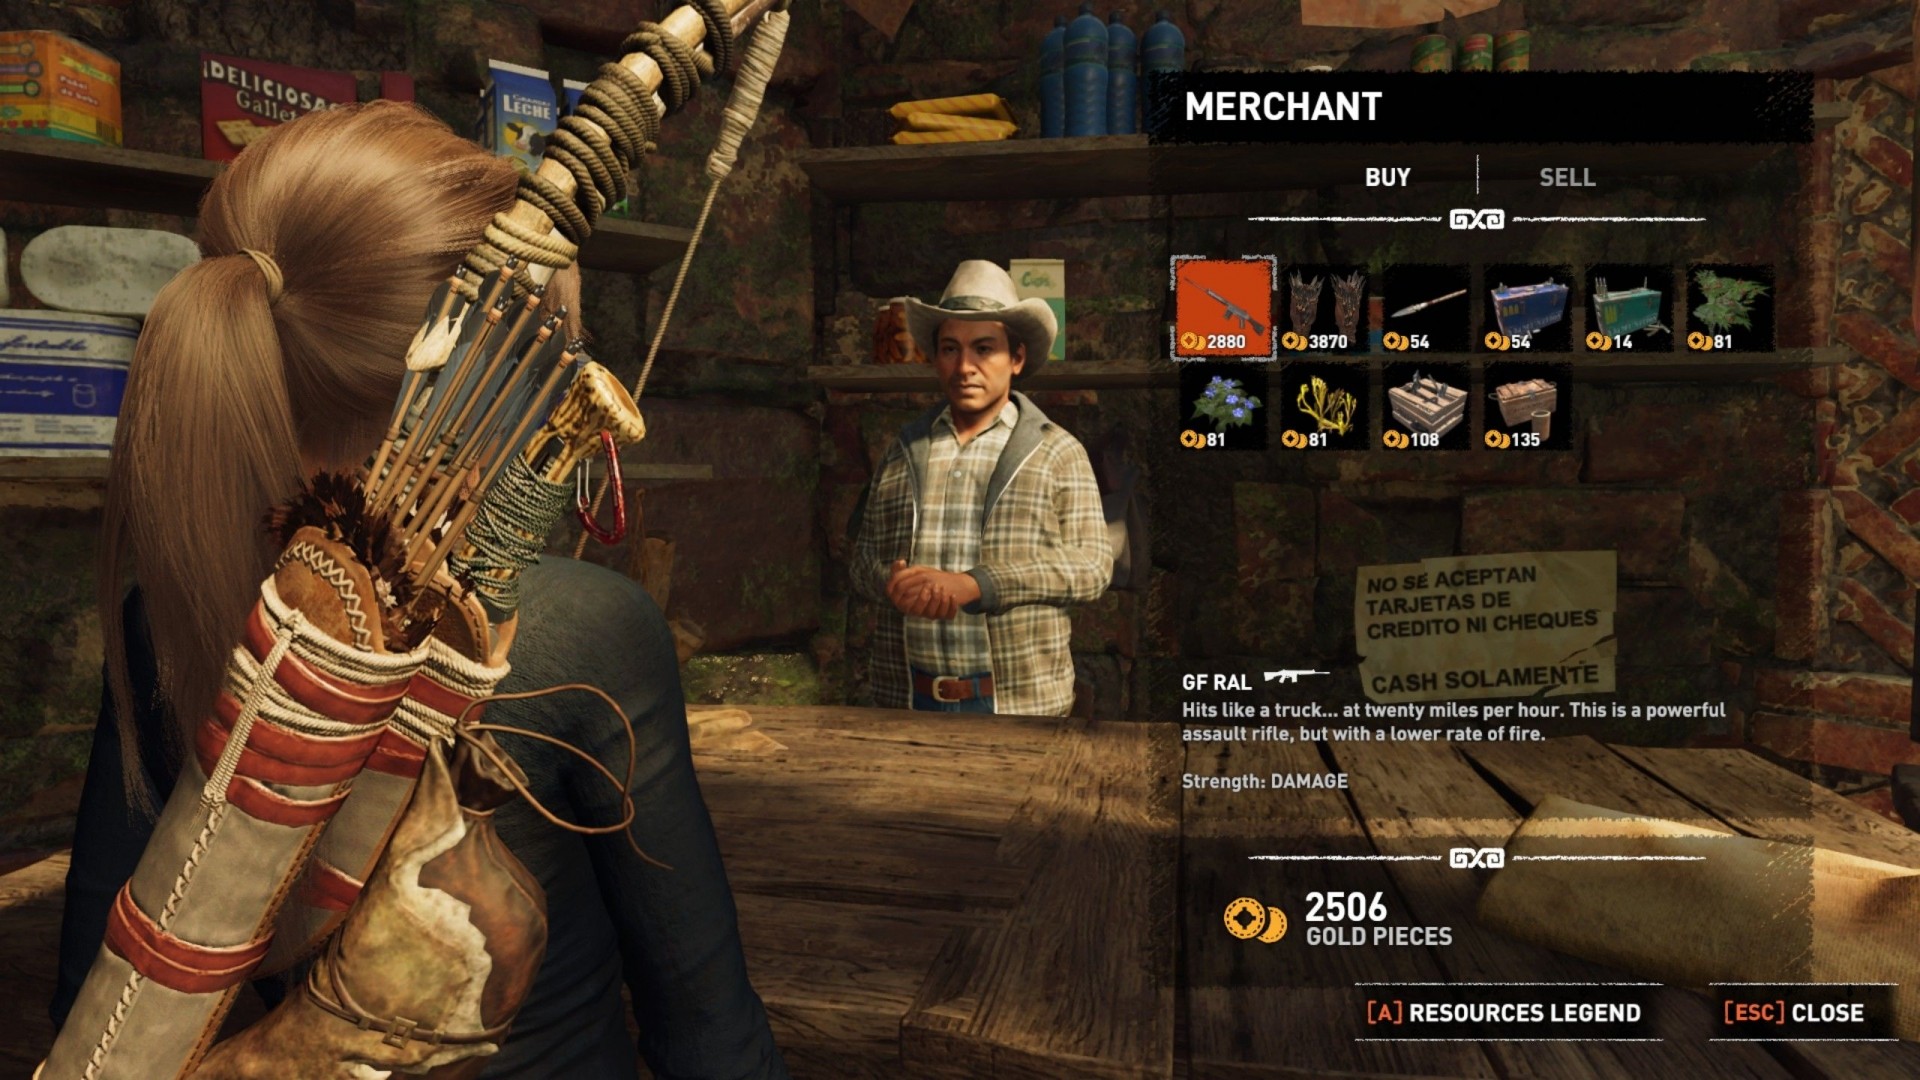 ¡DELICIOSAS
Galletas
LECHE
MERCHANT
BUY
SELL
2880
3870
54
54
14
81
81
81
108
135
NO SE ACEPTAN
TARJETAS DE
CREDITO NI CHEQUES
CASH SOLAMENTE
GF RAL
Hits like a truck... at twenty miles per hour. This is a powerful
assault rifle, but with a lower rate of fire.
Strength: DAMAGE
2506
GOLD PIECES
[A] RESOURCES LEGEND
[ESC] CLOSE